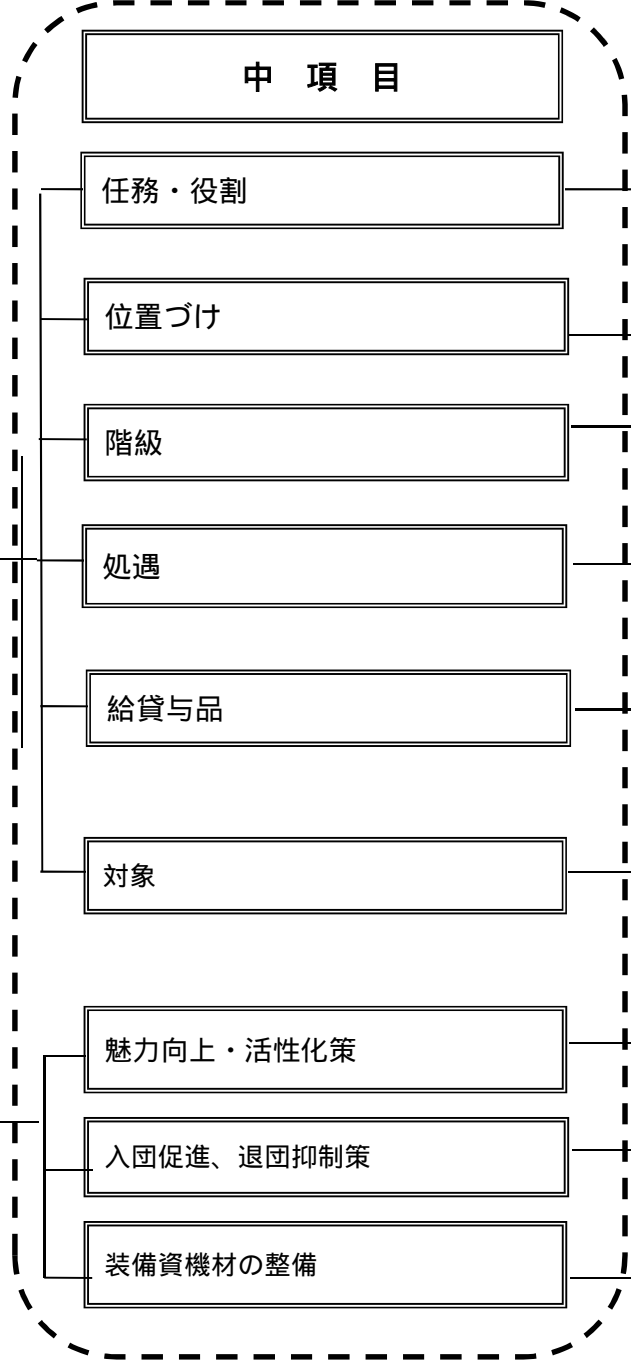 中 項 目
任務・役割
位置づけ
階級
処遇
給貸与品
対象
魅力向上・活性化策
入団促進、退団抑制策
装備資機材の整備